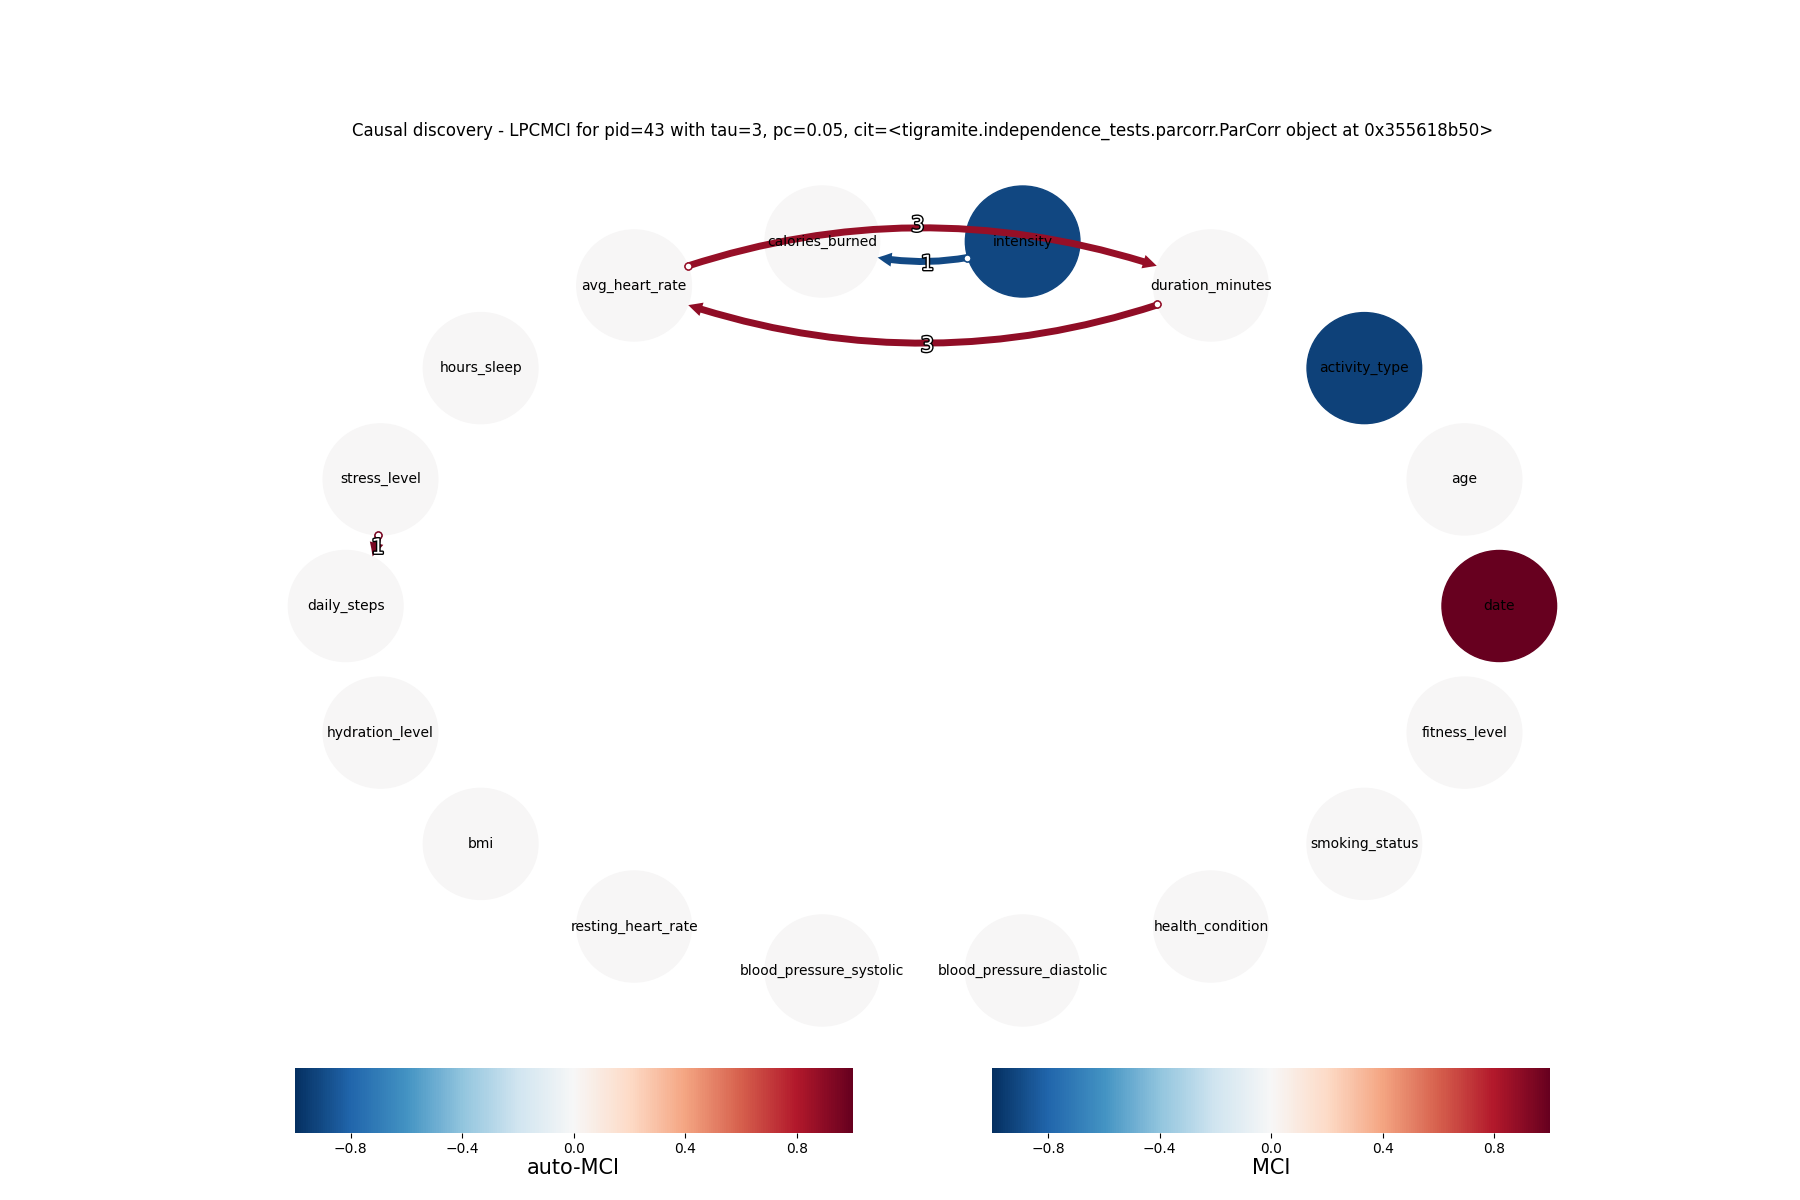 Causal discovery - LPCMCI for pid=43 with tau=3, pc=0.05, cit=<tigramite.independence_tests.parcorr.ParCorr object at 0x355618b50>
3
calories_burned
intensity
1
avg_heart_rate
duration_minutes
3
hours_sleep
activity_type
stress_level
age
1
daily_steps
date
hydration_level
fitness_level
bmi
smoking_status
resting_heart_rate
health_condition
blood_pressure_systolic
blood_pressure_diastolic
−0.8 −0.4 0.0 0.4 0.8
auto-MCI
−0.8 −0.4 0.0 0.4 0.8
MCI